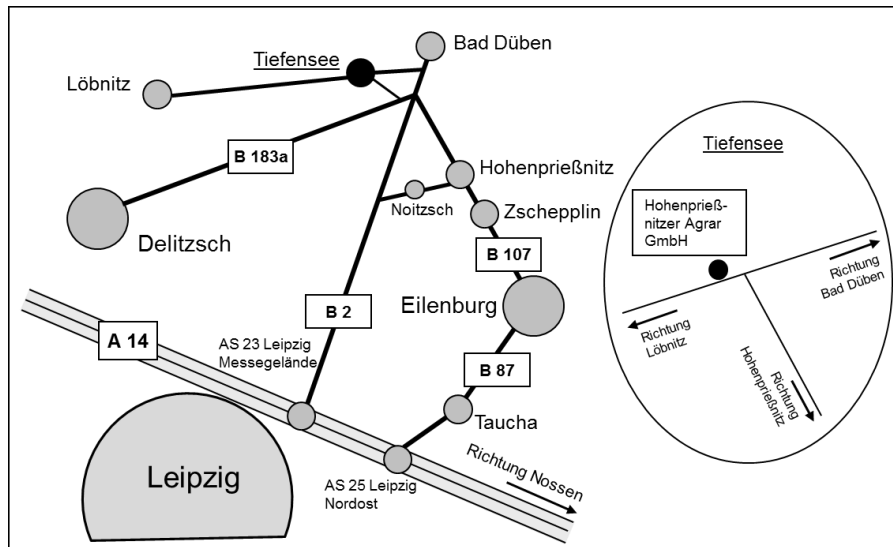 Bad Düben
Tiefensee
Löbnitz
B 183a
Hohenprießnitz
Noitzsch
Zschepplin
Delitzsch
B 107
Eilenburg
B 2
A 14
AS 23 Leipzig
Messegelände
B 87
Taucha
Leipzig
AS 25 Leipzig
Nordost
Richtung Nossen
Tiefensee
Hohenprieß-
nitzer Agrar
GmbH
Richtung
Bad Düben
Richtung
Löbnitz
Richtung
Hohenprießnitz